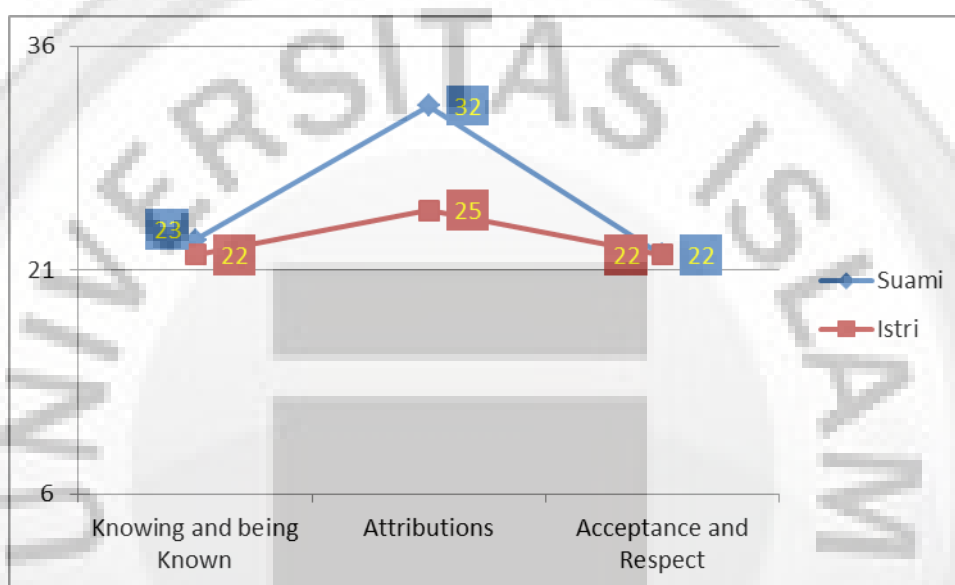 UNIVERSITAS ISLAM
36
32
23
25
22
22
22
21
Suami
Istri
6
Knowing and being
Known
Attributions
Acceptance and
Respect